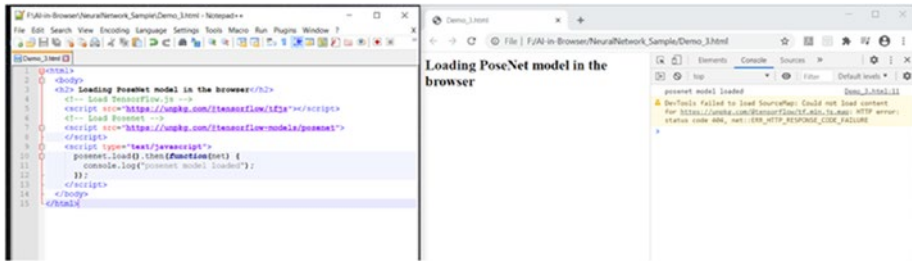 F:\AI-in-Browser\NeuralNetwork_Sample\Demo_3.html - Notepad++
File Edit Search View Encoding Language Settings Tools Macro Run Plugins Window ?
X
Demo_3.html
1 <html>
2 <body>
3 <h2> Loading PoseNet model in the browser</h2>
4 <!-- Load TensorFlow.js -->
5 <script src="https://unpkg.com/@tensorflow/tfjs"></script>
6 <!-- Load Posenet -->
7 <script src="https://unpkg.com/@tensorflow-models/posenet">
8 </script>
9 <script type="text/javascript">
10 posenet.load().then(function(net) {
11 console.log("posenet model loaded");
12 });
13 </script>
14 </body>
15 </html>
Demo_3.html
File | F:/AI-in-Browser/NeuralNetwork_Sample/Demo_3.html
Loading PoseNet model in the
browser
Elements Console Sources
top Filter Default levels
posenet model loaded Demo_3.html:11
DevTools failed to load SourceMap: Could not load content
for https://unpkg.com/@tensorflow/tf.min.js.map: HTTP error:
status code 404, net::ERR_HTTP_RESPONSE_CODE_FAILURE